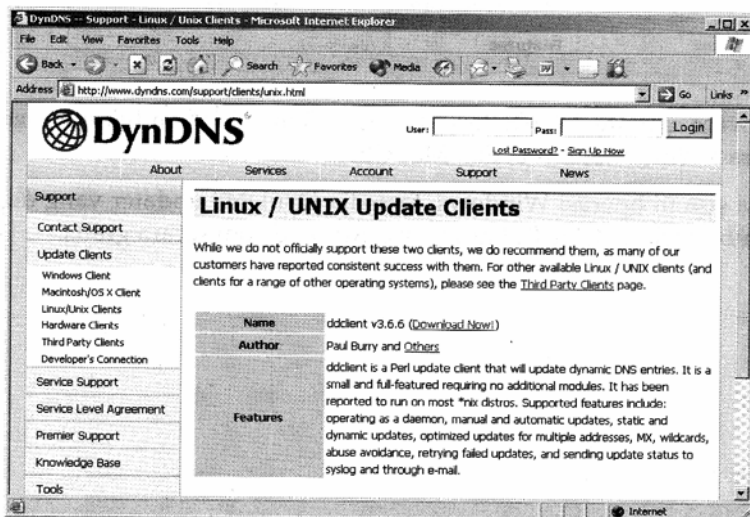 DynDNS -- Support - Linux / Unix Clients - Microsoft Internet Explorer
File Edit View Favorites Tools Help
Back Search Favorites Media
Address http://www.dyndns.com/support/clients/unix.html Go Links »
DynDNS User: Pass: Login
Lost Password? - Sign Up Now
About Services Account Support News
Support
Contact Support
Update Clients
Windows Client
Macintosh/OS X Client
Linux/Unix Clients
Hardware Clients
Third Party Clients
Developer's Connection
Service Support
Service Level Agreement
Premier Support
Knowledge Base
Tools
Linux / UNIX Update Clients
While we do not officially support these two clients, we do recommend them, as many of our
customers have reported consistent success with them. For other available Linux / UNIX clients (and
clients for a range of other operating systems), please see the Third Party Clients page.
Name ddclient v3.6.6 (Download Now!)
Author Paul Burry and Others
Features
ddclient is a Perl update client that will update dynamic DNS entries. It is a
small and full-featured requiring no additional modules. It has been
reported to run on most *nix distros. Supported features include:
operating as a daemon, manual and automatic updates, static and
dynamic updates, optimized updates for multiple addresses, MX, wildcards,
abuse avoidance, retrying failed updates, and sending update status to
syslog and through e-mail.
Internet